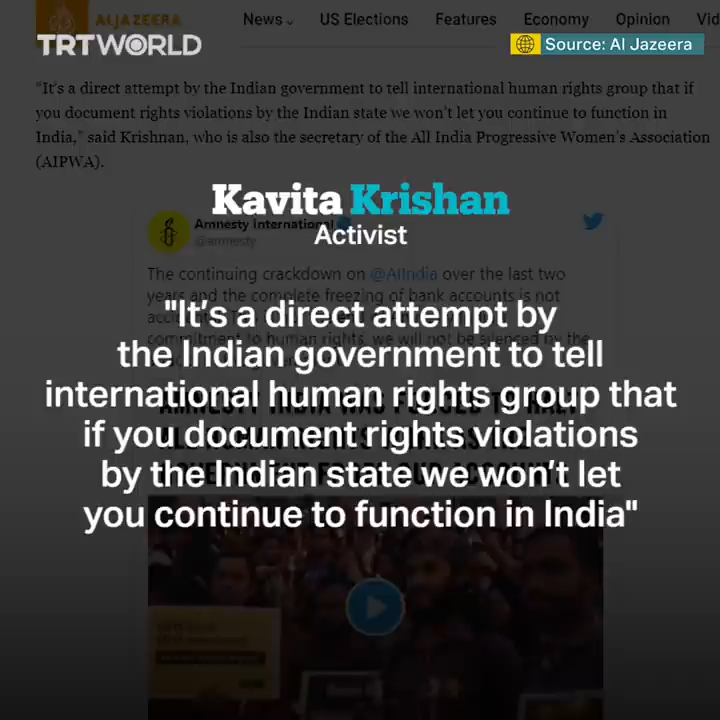 ALJAZEERA
News
US Elections
Features
Economy
Opinion
Vid
TRTWORLD
Source: Al Jazeera
"It's a direct attempt by the Indian government to tell international human rights group that if
you document rights violations by the Indian state we won't let you continue to function in
India," said Krishnan, who is also the secretary of the All India Progressive Women's Association
(AIPWA).
Kavita Krishan
Amnesty International
@amnesty
Activist
The continuing crackdown on @AIIndia over the last two
years and the complete freezing of bank accounts is not
"It's a direct attempt by
the Indian government to tell
international human rights group that
if you document rights violations
by the Indian state we won't let
you continue to function in India"